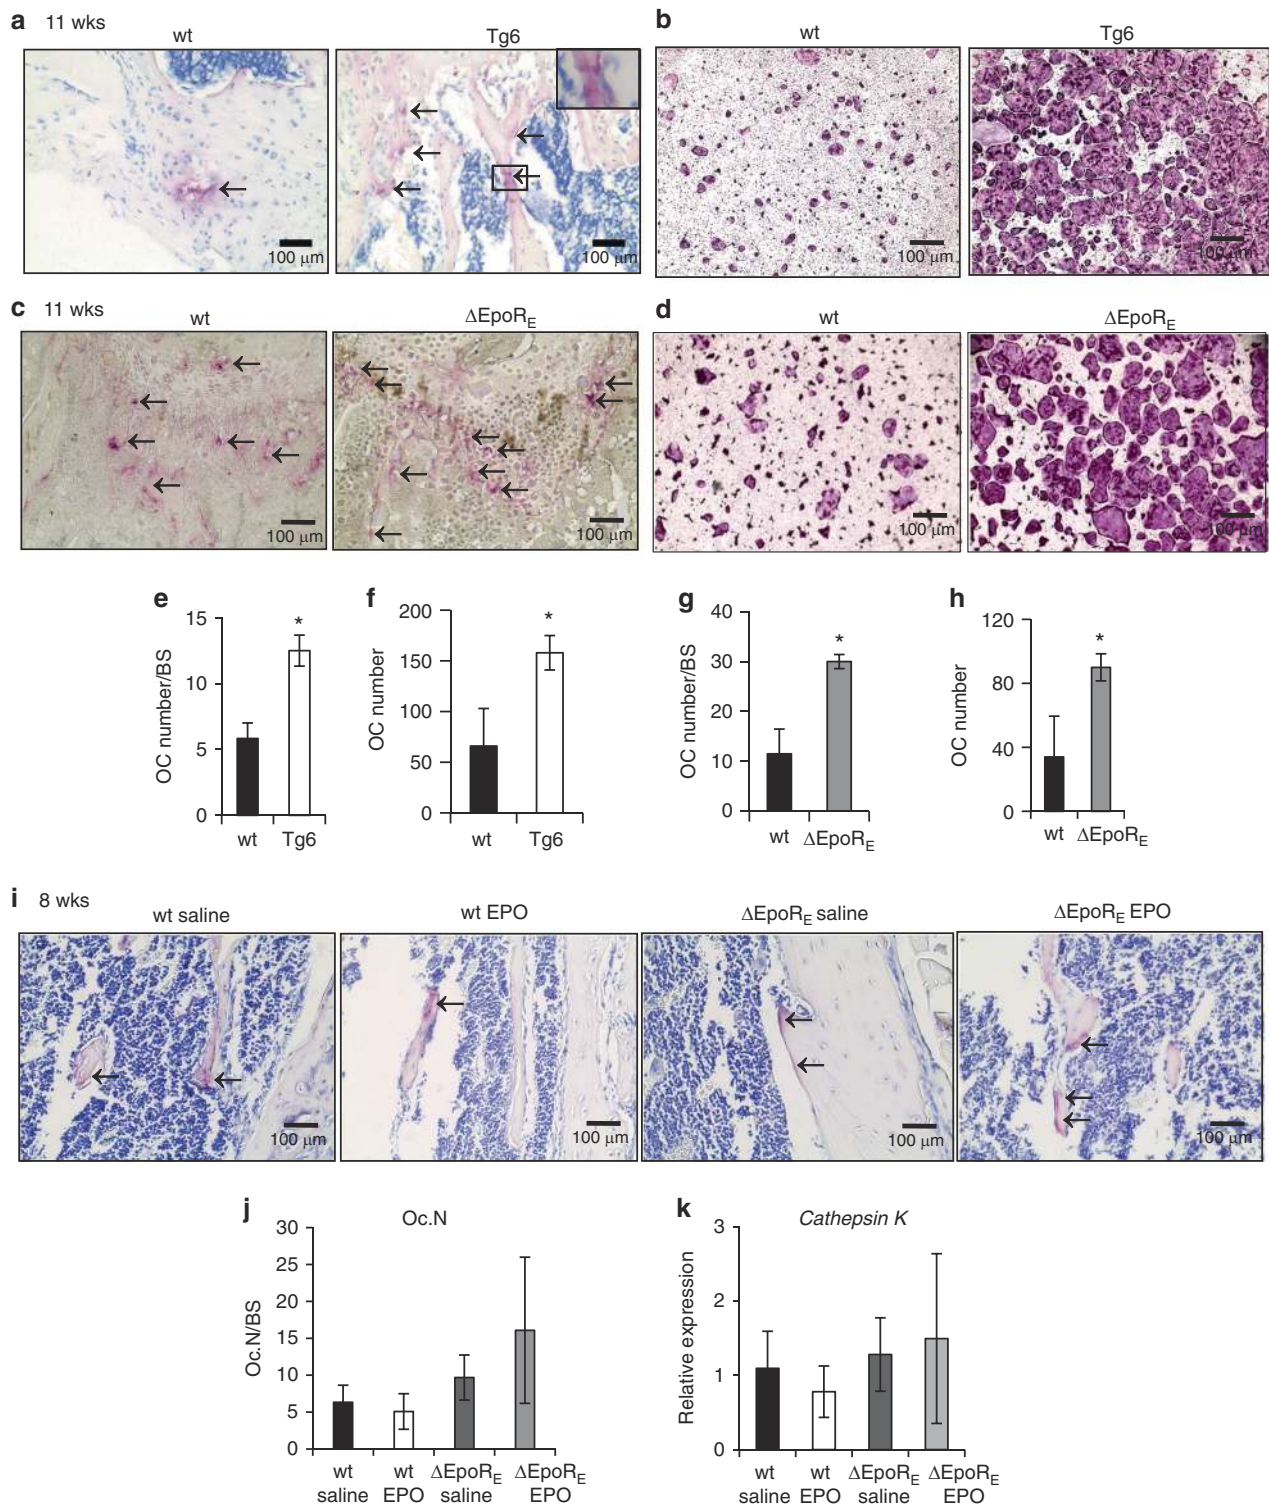 a 11 wks
wt
Tg6
100 μm
100 μm
b
wt
Tg6
100 μm
100 μm
c 11 wks
wt
ΔEpoR_E
100 μm
100 μm
d
wt
ΔEpoR_E
100 μm
100 μm
e
OC number/BS
15
10
5
0
*
wt Tg6
f
OC number
200
150
100
50
0
*
wt Tg6
g
OC number/BS
40
30
20
10
0
*
wt ΔEpoR_E
h
OC number
120
80
40
0
*
wt ΔEpoR_E
i 8 wks
wt saline
wt EPO
ΔEpoR_E saline
ΔEpoR_E EPO
100 μm
100 μm
100 μm
100 μm
j
Oc.N
Oc.N/BS
30
25
20
15
10
5
0
wt saline
wt EPO
ΔEpoR_E saline
ΔEpoR_E EPO
k
Cathepsin K
Relative expression
3
2
1
0
wt saline
wt EPO
ΔEpoR_E saline
ΔEpoR_E EPO